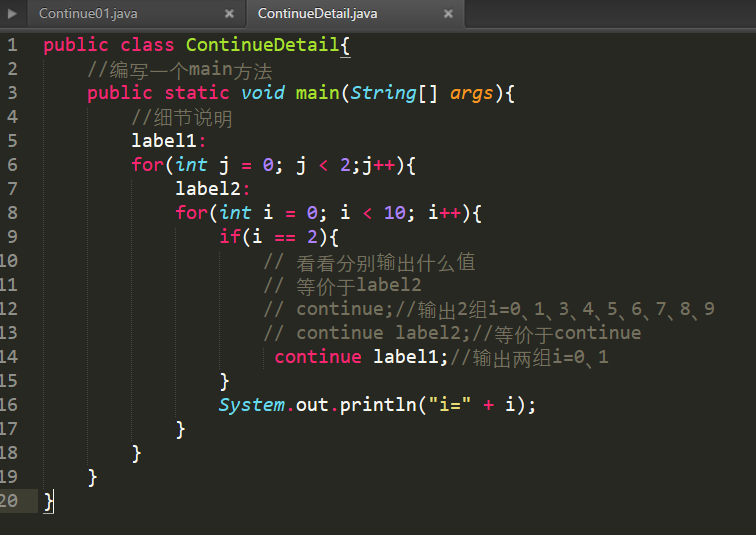 Continue01.java × ContinueDetail.java ×
1 public class ContinueDetail{
2 //编写一个main方法
3 public static void main(String[] args){
4 //细节说明
5 label1:
6 for(int j = 0; j < 2;j++){
7 label2:
8 for(int i = 0; i < 10; i++){
9 if(i == 2){
10 // 看看分别输出什么值
11 // 等价于label2
12 // continue;//输出2组i=0、1、3、4、5、6、7、8、9
13 // continue label2;//等价于continue
14 continue label1;//输出两组i=0、1
15 }
16 System.out.println("i=" + i);
17 }
18 }
19 }
20 }